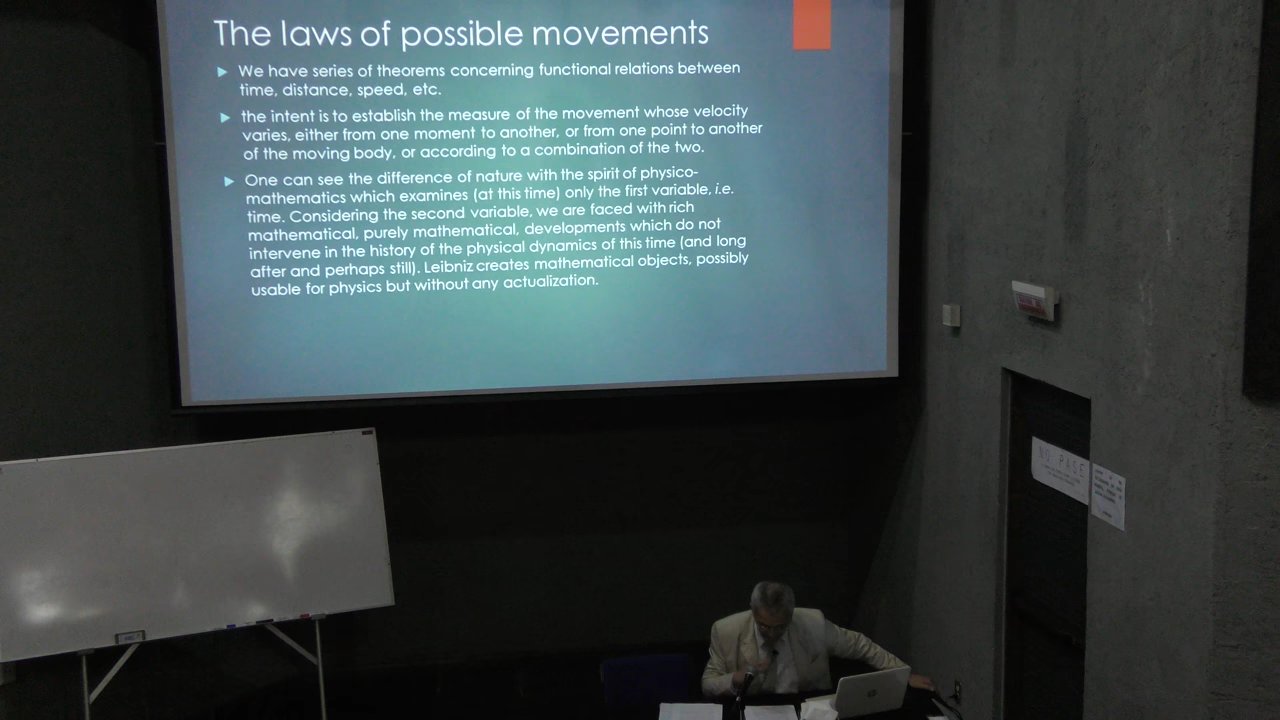 The laws of possible movements
We have series of theorems concerning functional relations between
time, distance, speed, etc.
the intent is to establish the measure of the movement whose velocity
varies, either from one moment to another, or from one point to another
of the moving body, or according to a combination of the two.
One can see the difference of nature with the spirit of physico-
mathematics which examines (at this time) only the first variable, i.e.
time. Considering the second variable, we are faced with rich
mathematical, purely mathematical, developments which do not
intervene in the history of the physical dynamics of this time (and long
after and perhaps still). Leibniz creates mathematical objects, possibly
usable for physics but without any actualization.
NO PASE